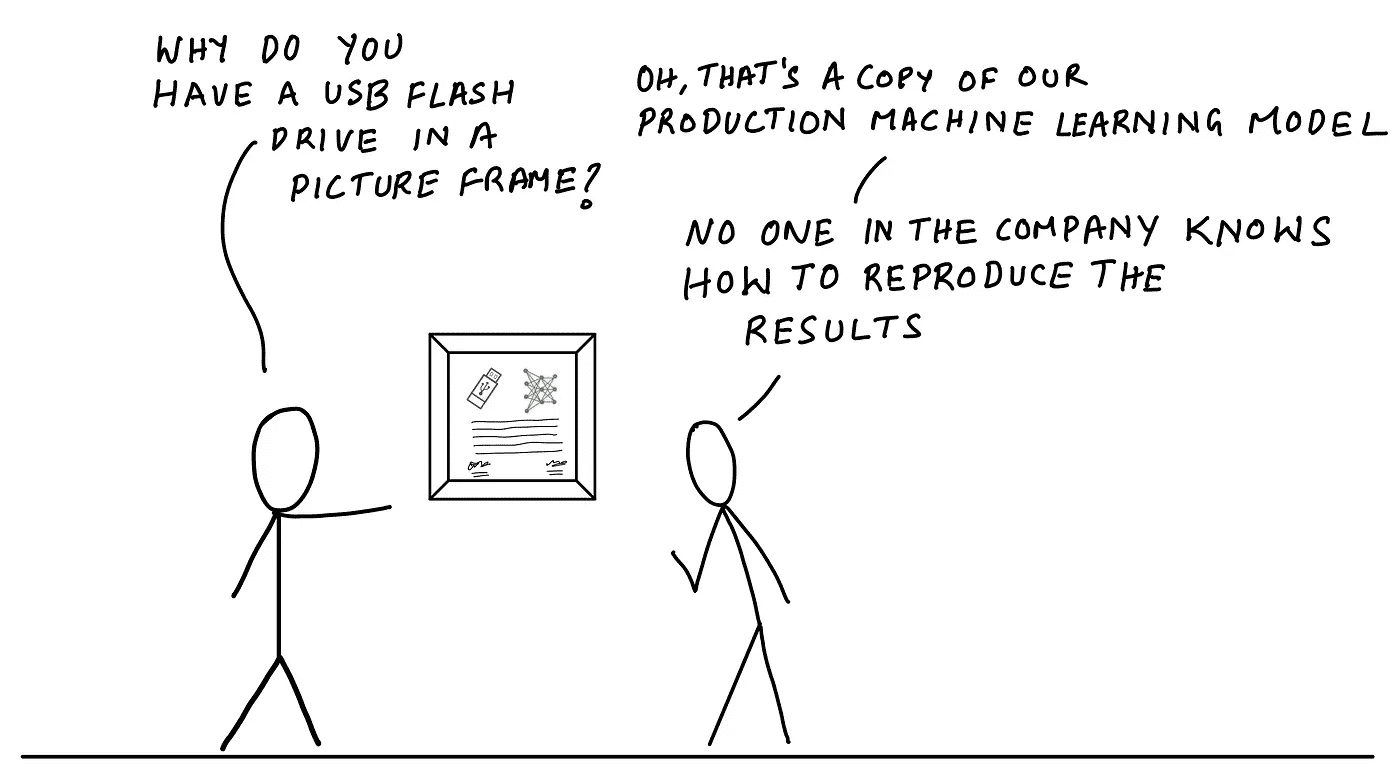 WHY DO YOU
HAVE A USB FLASH
DRIVE IN A
PICTURE FRAME?
OH, THAT'S A COPY OF OUR
PRODUCTION MACHINE LEARNING MODEL
NO ONE IN THE COMPANY KNOWS
HOW TO REPRODUCE THE
RESULTS